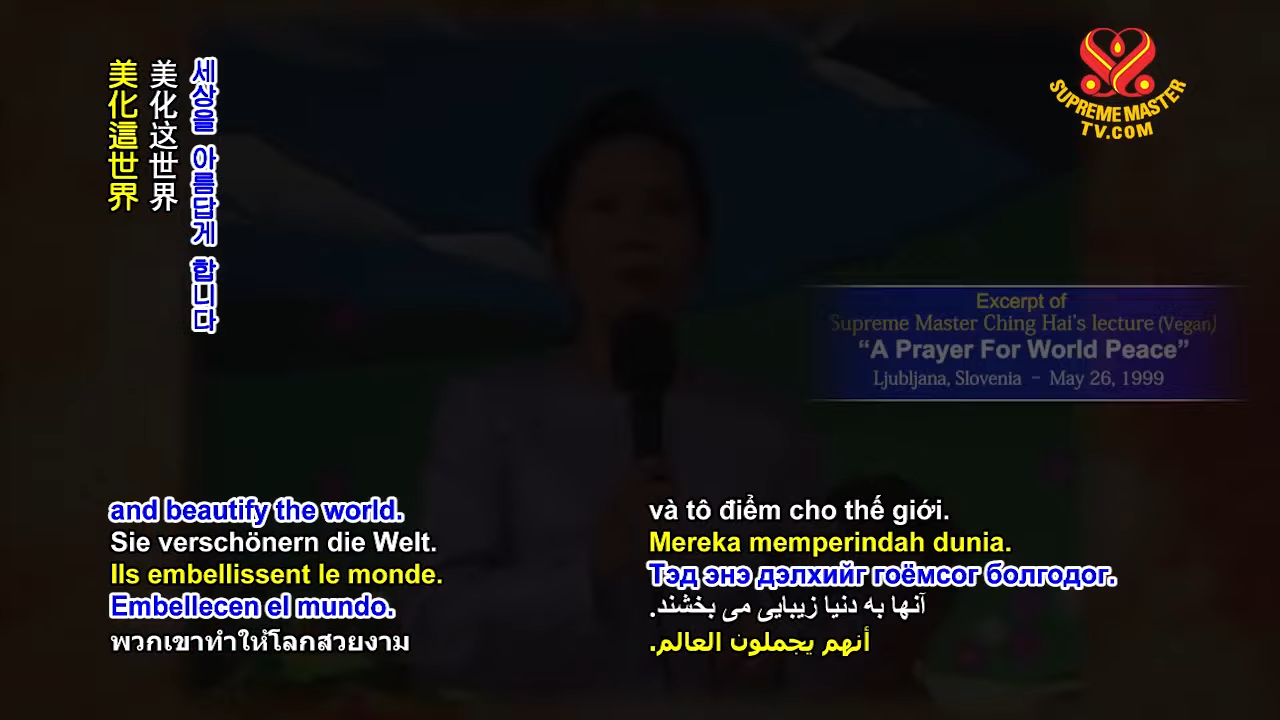 美化這世界
美化这世界
세상을 아름답게 합니다
SUPREME MASTER
TV.COM
Excerpt of
Supreme Master Ching Hai's lecture (Vegan)
“A Prayer For World Peace”
Ljubljana, Slovenia – May 26, 1999
and beautify the world.
Sie verschönern die Welt.
Ils embellissent le monde.
Embellecen el mundo.
พวกเขาทำให้โลกสวยงาม
và tô điểm cho thế giới.
Mereka memperindah dunia.
Тэд энэ дэлхийг гоёмсог болгодог.
آنها به دنیا زیبایی می بخشند.
أنهم يجملون العالم.